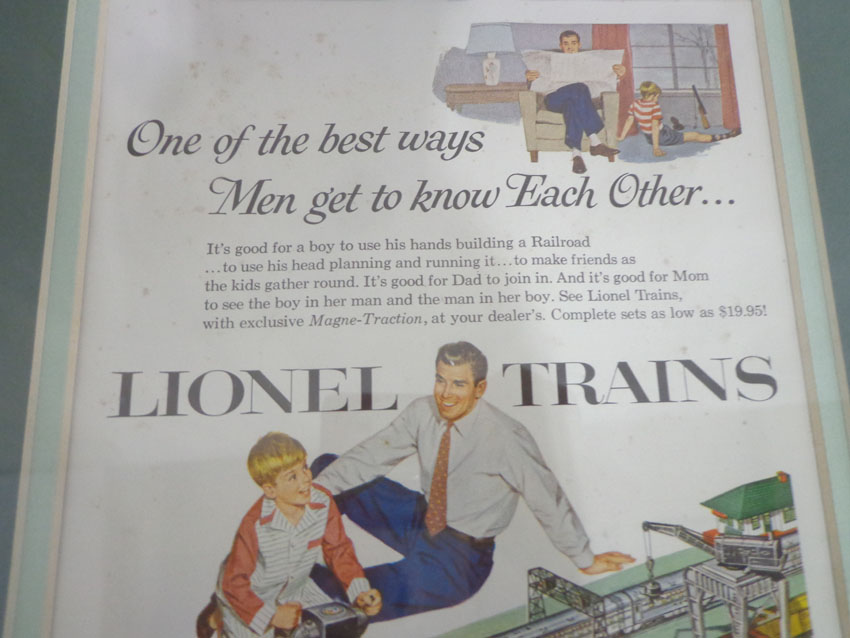 One of the best ways
Men get to know Each Other...
It's good for a boy to use his hands building a Railroad
...to use his head planning and running it...to make friends as
the kids gather round. It's good for Dad to join in. And it's good for Mom
to see the boy in her man and the man in her boy. See Lionel Trains,
with exclusive Magne-Traction, at your dealer's. Complete sets as low as $19.95!
LIONEL TRAINS